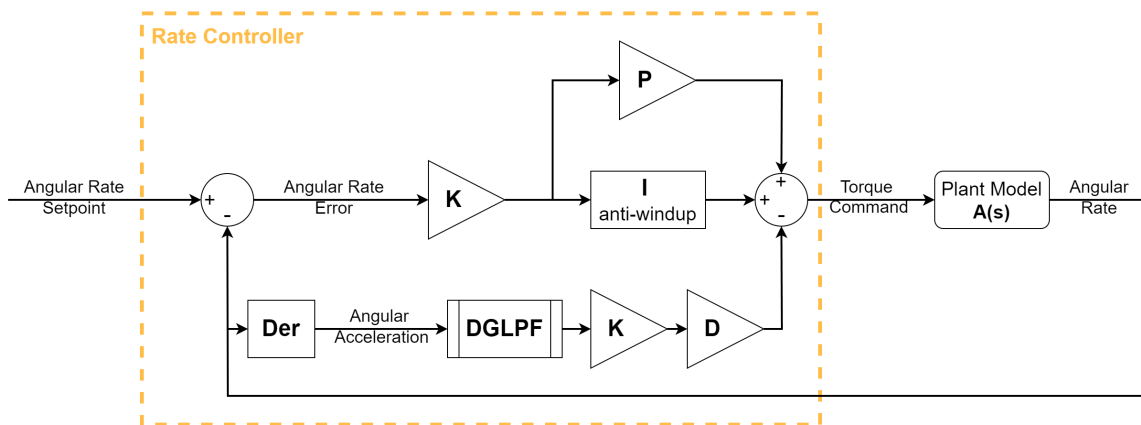 Rate Controller
P
Angular Rate
Setpoint
+
-
Angular Rate
Error
K
I
anti-windup
+
+
-
Torque
Command
Plant Model
A(s)
Angular
Rate
Der
Angular
Acceleration
DGLPF
K
D